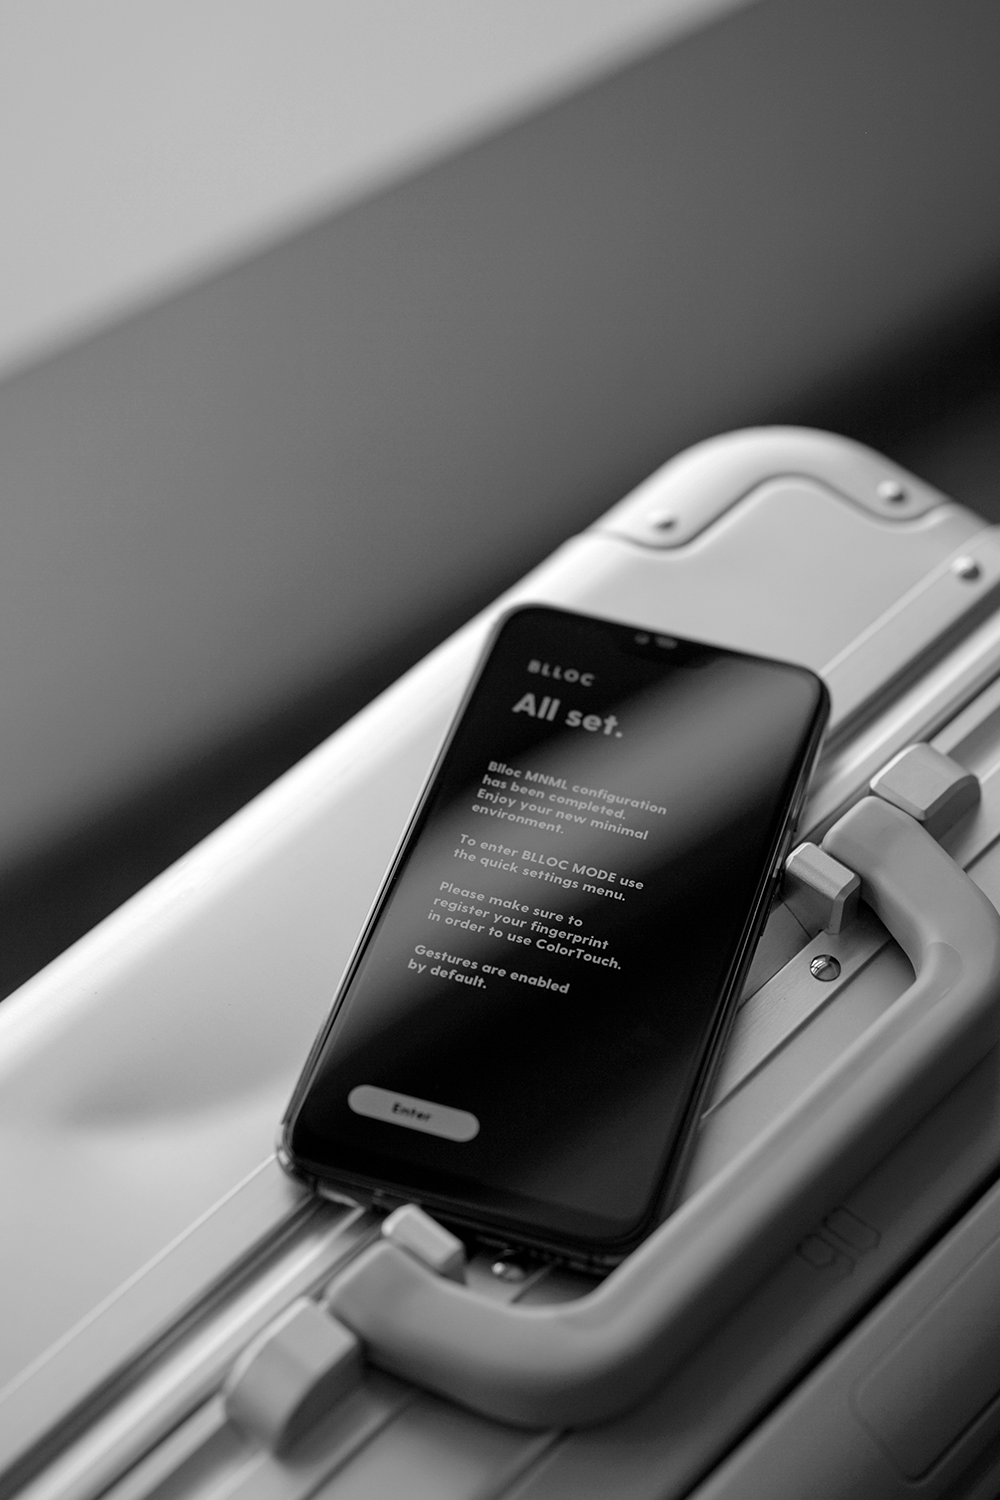 BLLOC
All set.
Blloc MNML configuration
has been completed.
Enjoy your new minimal
environment.
To enter BLLOC MODE use
the quick settings menu.
Please make sure to
register your fingerprint
in order to use ColorTouch.
Gestures are enabled
by default.
Enter